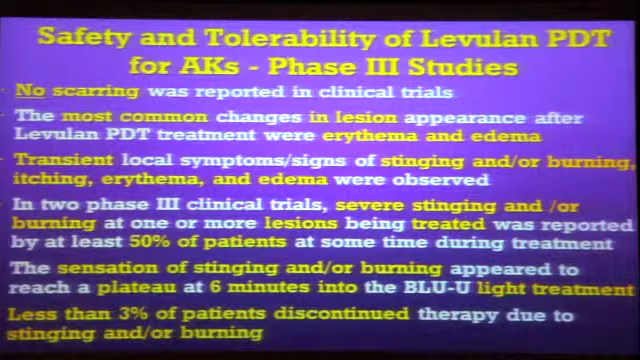 Safety and Tolerability of Levulan PDT
for AKs - Phase III Studies
· No scarring was reported in clinical trials
· The most common changes in lesion appearance after
Levulan PDT treatment were erythema and edema
· Transient local symptoms/signs of stinging and/or burning,
itching, erythema, and edema were observed
· In two phase III clinical trials, severe stinging and /or
burning at one or more lesions being treated was reported
by at least 50% of patients at some time during treatment
The sensation of stinging and/or burning appeared to
reach a plateau at 6 minutes into the BLU-U light treatment
Less than 3% of patients discontinued therapy due to
stinging and/or burning